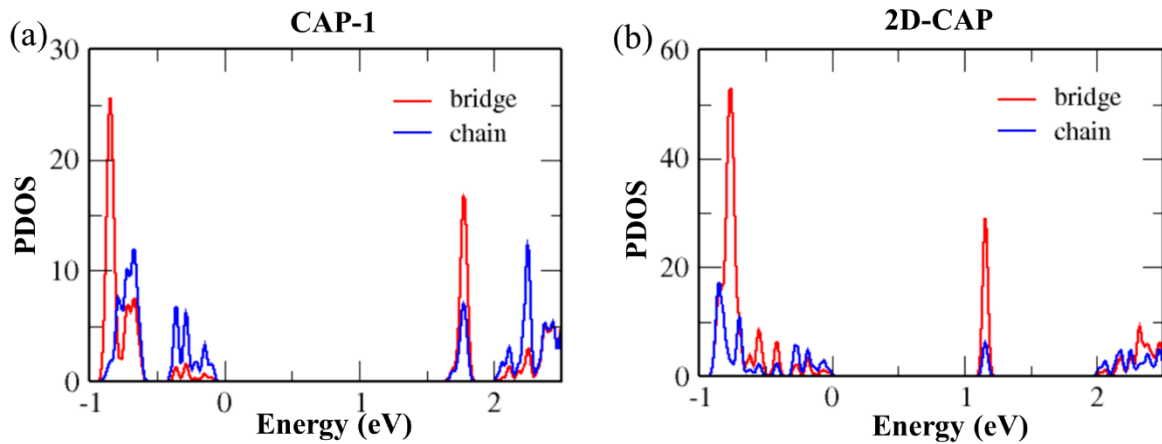 (a)
CAP-1
30
20
10
0
PDOS
bridge
chain
-1
0
1
2
Energy (eV)
(b)
2D-CAP
60
40
20
0
PDOS
bridge
chain
-1
0
1
2
Energy (eV)